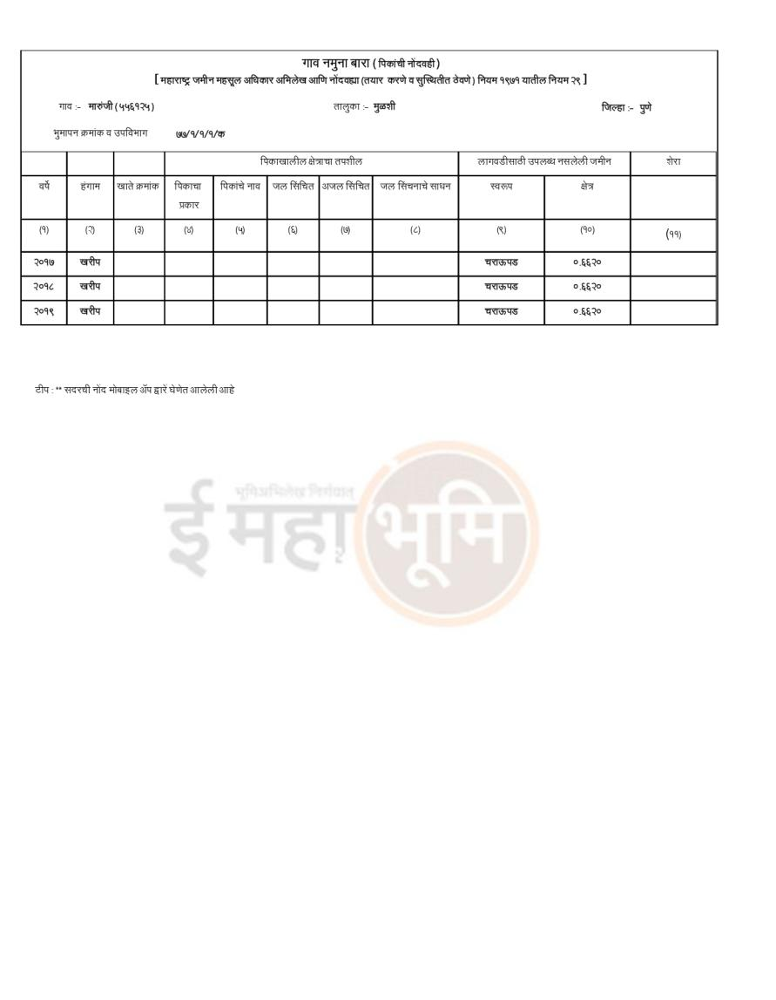 गाव नमुना बारा ( पिकांची नोंदवही )
[ महाराष्ट्र जमीन महसूल अधिकार अभिलेख आणि नोंदवह्या (तयार करणे व सुस्थितीत ठेवणे ) नियम १९७१ यातील नियम २९ ]
गाव :- मारुंजी ( ५५६१२५ ) तालुका :- मुळशी जिल्हा :- पुणे
भुमापन क्रमांक व उपविभाग ७७/१/१/१/क
पिकाखालील क्षेत्राचा तपशील लागवडीसाठी उपलब्ध नसलेली जमीन शेरा
वर्षे हंगाम खाते क्रमांक पिकाचा पिकांचे नाव जल सिंचित अजल सिंचित जल सिंचनाचे साधन स्वरूप क्षेत्र
प्रकार
(१) (२) (३) (४) (५) (६) (७) (८) (९) (१०) (११)
२०१७ खरीप चराऊपड ०.६६२०
२०१८ खरीप चराऊपड ०.६६२०
२०१९ खरीप चराऊपड ०.६६२०
टीप : ** सदरची नोंद मोबाइल ॲप द्वारें घेणेत आलेली आहे
ई महा भूमि